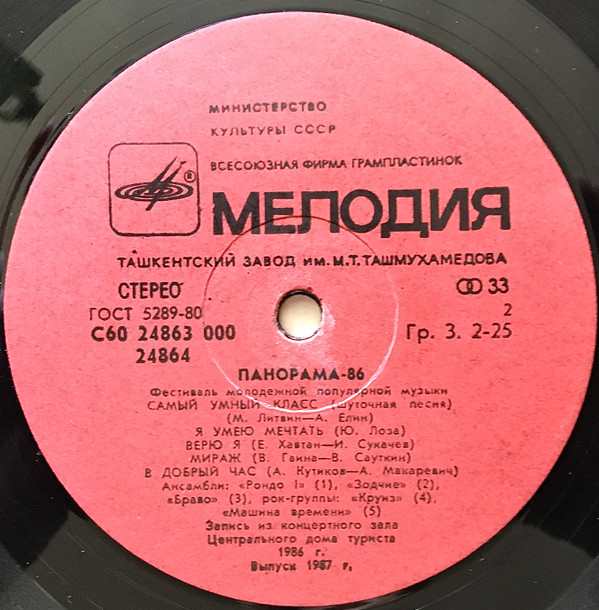 МИНИСТЕРСТВО
КУЛЬТУРЫ СССР
ВСЕСОЮЗНАЯ ФИРМА ГРАМПЛАСТИНОК
®
МЕЛОДИЯ
ТАШКЕНТСКИЙ ЗАВОД ИМ. М.Т. ТАШМУХАМЕДОВА
СТЕРЕО
33
ГОСТ 5289-80
2
С60 24863 000
Гр. 3. 2-25
24864
ПАНОРАМА-86
Фестиваль молодежной популярной музыки
САМЫЙ УМНЫЙ КЛАСС (шуточная песня)
(М. Литвин—А. Елин)
Я УМЕЮ МЕЧТАТЬ (Ю. Лоза)
ВЕРЮ Я (Е. Хавтан—И. Сукачев)
МИРАЖ (В. Гаина—В. Сауткин)
В ДОБРЫЙ ЧАС (А. Кутиков—А. Макаревич)
Ансамбли: «Рондо I» (1), «Зодчие» (2),
«Браво» (3), рок-группы: «Круиз» (4),
«Машина времени» (5)
Запись из концертного зала
Центрального дома туриста
1986 г.
Выпуск 1987 г.